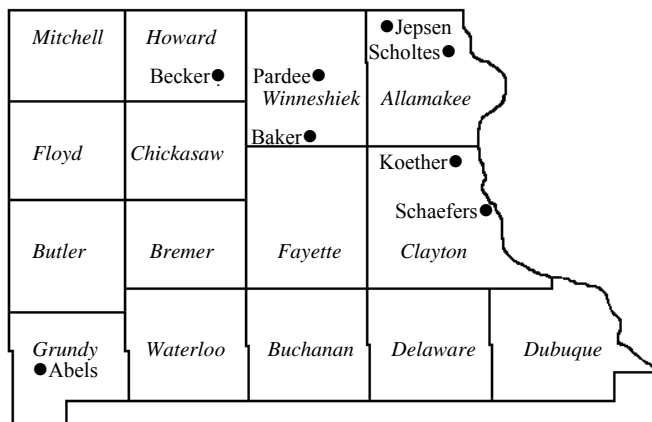 Mitchell
Howard
Jepsen
Scholtes
Becker
Pardee
Winneshiek
Allamakee
Baker
Floyd
Chickasaw
Koether
Schaefers
Butler
Bremer
Fayette
Clayton
Grundy
Waterloo
Buchanan
Delaware
Dubuque
Abels